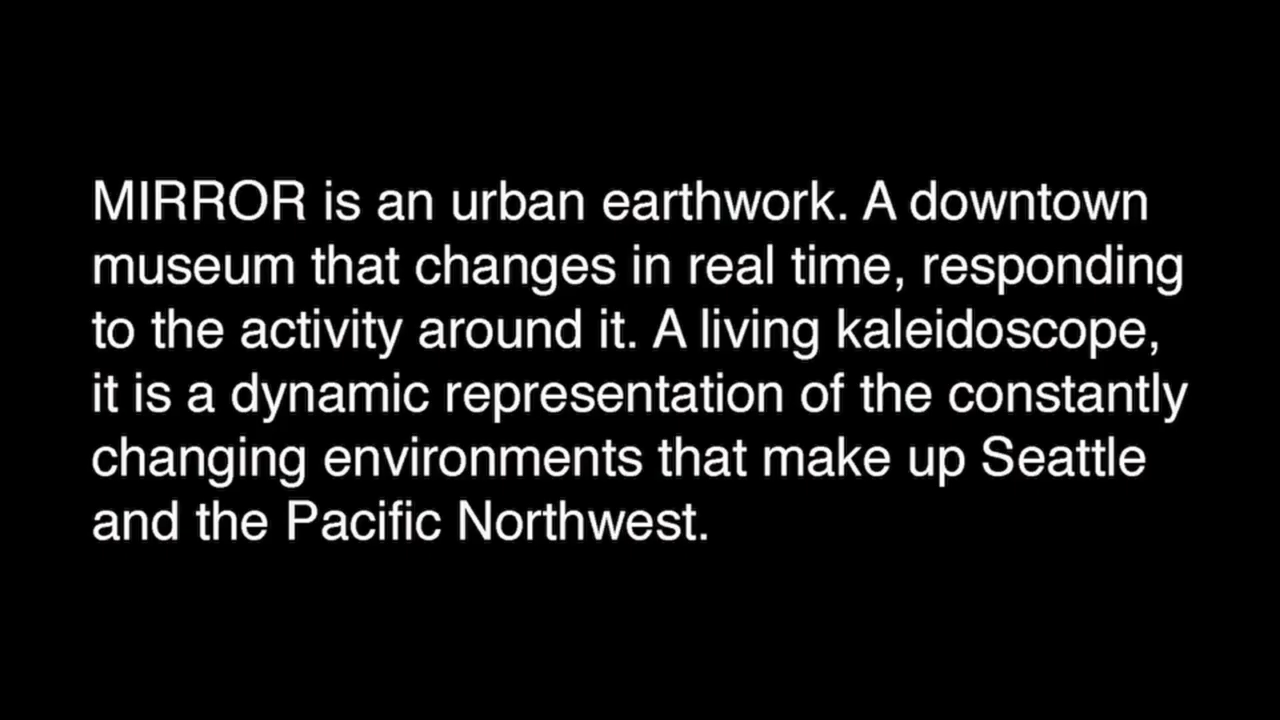 MIRROR is an urban earthwork. A downtown
museum that changes in real time, responding
to the activity around it. A living kaleidoscope,
it is a dynamic representation of the constantly
changing environments that make up Seattle
and the Pacific Northwest.